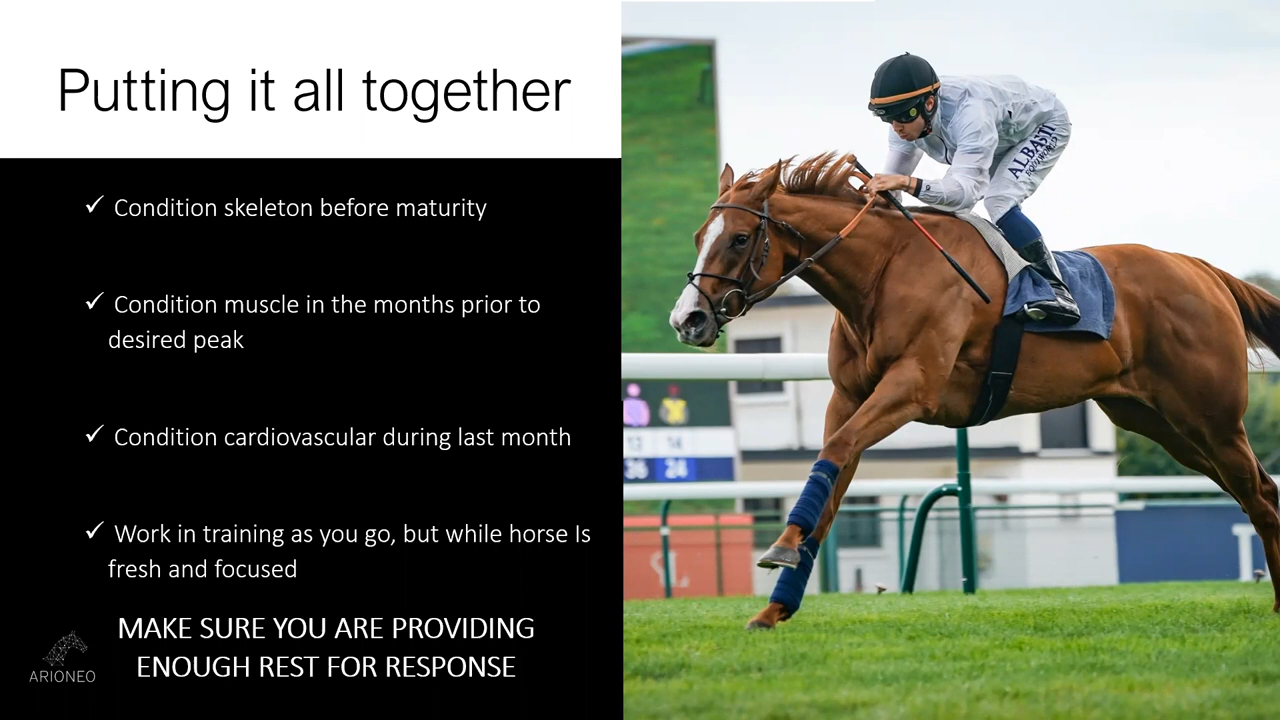 Putting it all together
✓ Condition skeleton before maturity
✓ Condition muscle in the months prior to
desired peak
✓ Condition cardiovascular during last month
✓ Work in training as you go, but while horse Is
fresh and focused
MAKE SURE YOU ARE PROVIDING
ENOUGH REST FOR RESPONSE
ARIONEO
ALBASTI
EQUIWORLD
13 14
36 24